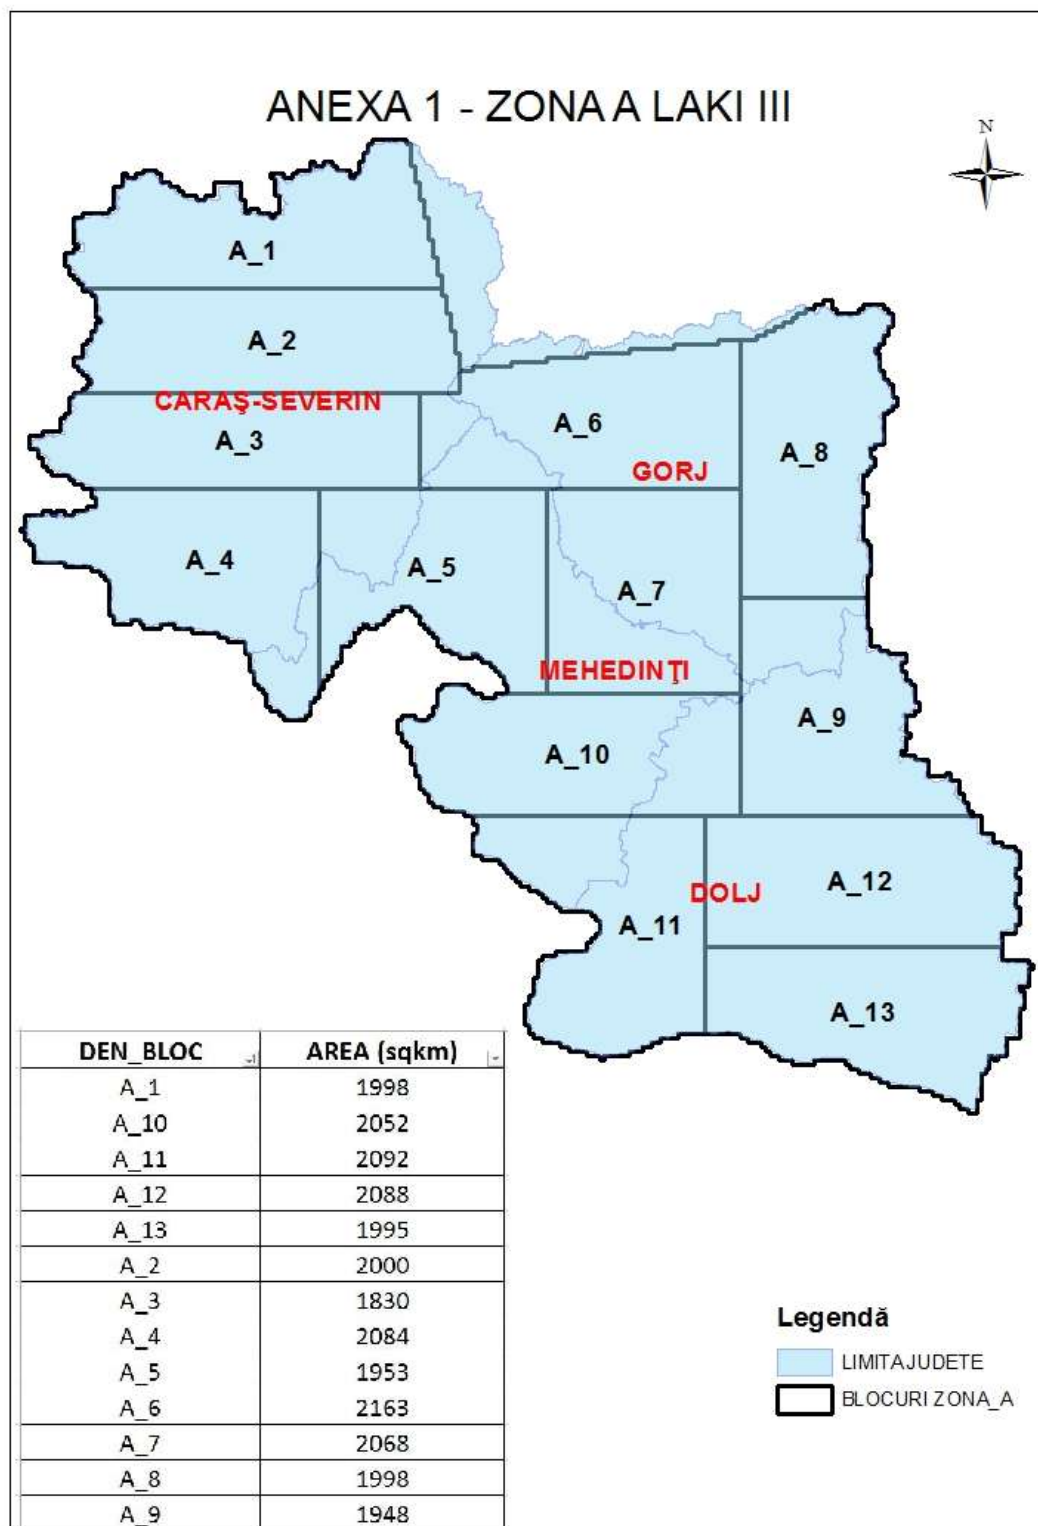 ANEXA 1 - ZONA A LAKI III
N
A_1
A_2
CARAŞ-SEVERIN
A_3
A_6
GORJ
A_8
A_4
A_5
A_7
MEHEDINŢI
A_9
A_10
A_12
DOLJ
A_11
A_13
DEN_BLOC AREA (sqkm)
A_1 1998
A_10 2052
A_11 2092
A_12 2088
A_13 1995
A_2 2000
A_3 1830
A_4 2084
A_5 1953
A_6 2163
A_7 2068
A_8 1998
A_9 1948
Legendă
LIMITAJUDETE
BLOCURI ZONA_A